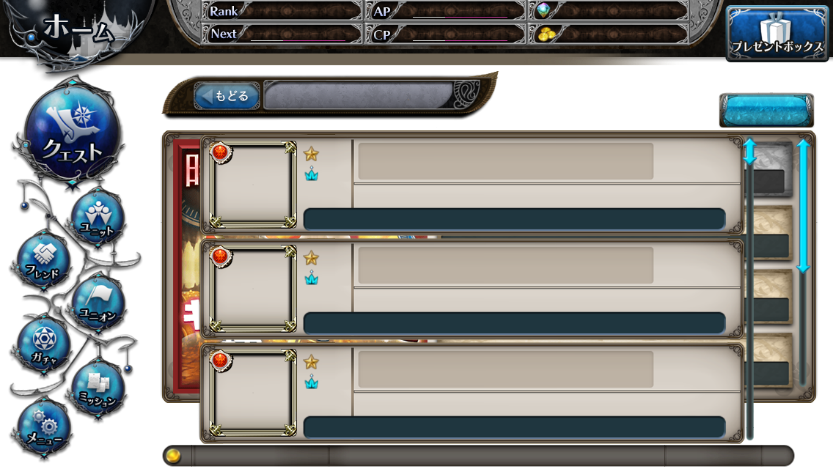 ホーム
Rank
AP
Next
CP
プレゼントボックス
もどる
クエスト
ユニット
フレンド
ユニオン
ガチャ
ミッション
メニュー